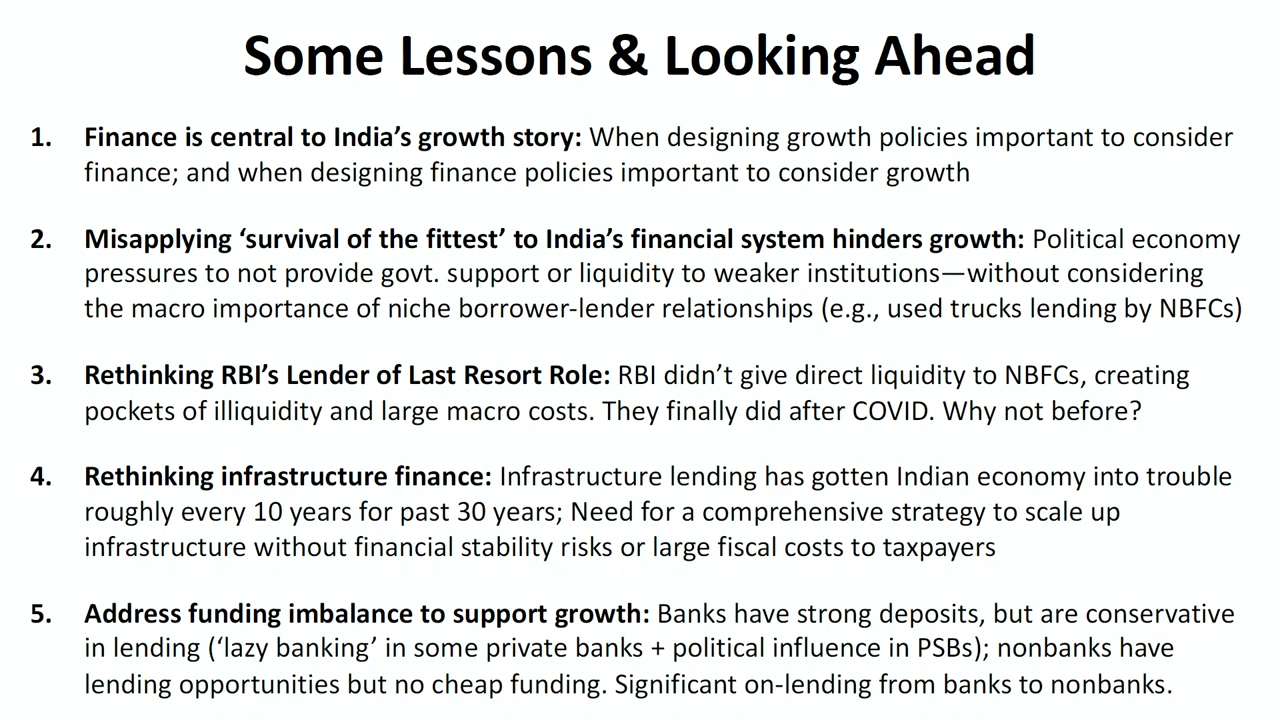 Some Lessons & Looking Ahead
1. Finance is central to India’s growth story: When designing growth policies important to consider
finance; and when designing finance policies important to consider growth
2. Misapplying ‘survival of the fittest’ to India’s financial system hinders growth: Political economy
pressures to not provide govt. support or liquidity to weaker institutions—without considering
the macro importance of niche borrower-lender relationships (e.g., used trucks lending by NBFCs)
3. Rethinking RBI’s Lender of Last Resort Role: RBI didn’t give direct liquidity to NBFCs, creating
pockets of illiquidity and large macro costs. They finally did after COVID. Why not before?
4. Rethinking infrastructure finance: Infrastructure lending has gotten Indian economy into trouble
roughly every 10 years for past 30 years; Need for a comprehensive strategy to scale up
infrastructure without financial stability risks or large fiscal costs to taxpayers
5. Address funding imbalance to support growth: Banks have strong deposits, but are conservative
in lending (‘lazy banking’ in some private banks + political influence in PSBs); nonbanks have
lending opportunities but no cheap funding. Significant on-lending from banks to nonbanks.